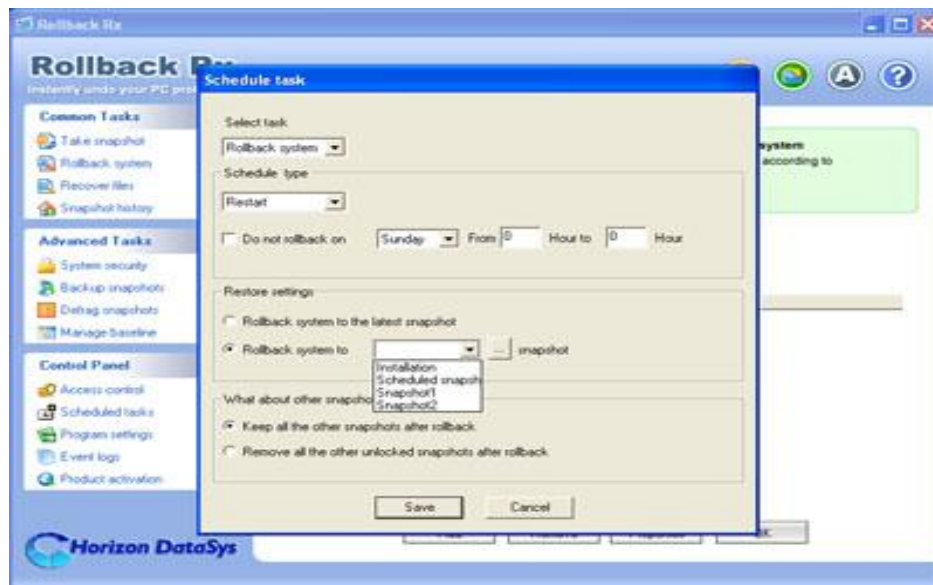 Rollback Rx
Rollback
Instantly undo your PC
Common Tasks
Take snapshot
Rollback system
Recover files
Snapshot history
Advanced Tasks
System security
Backup snapshots
Defrag snapshots
Manage baseline
Control Panel
Access control
Scheduled tasks
Program settings
Event logs
Product activation
Horizon DataSys
system
according to
A
?
Schedule task
Select task
Rollback system
Schedule type
Restart
Do not rollback on Sunday From 0 Hour to 0 Hour
Restore settings
Rollback system to the latest snapshot
Rollback system to ... snapshot
Installation
Scheduled snapsh
Snapshot1
Snapshot2
What about other snapsho
Keep all the other snapshots after rollback
Remove all the other unlocked snapshots after rollback
Save Cancel